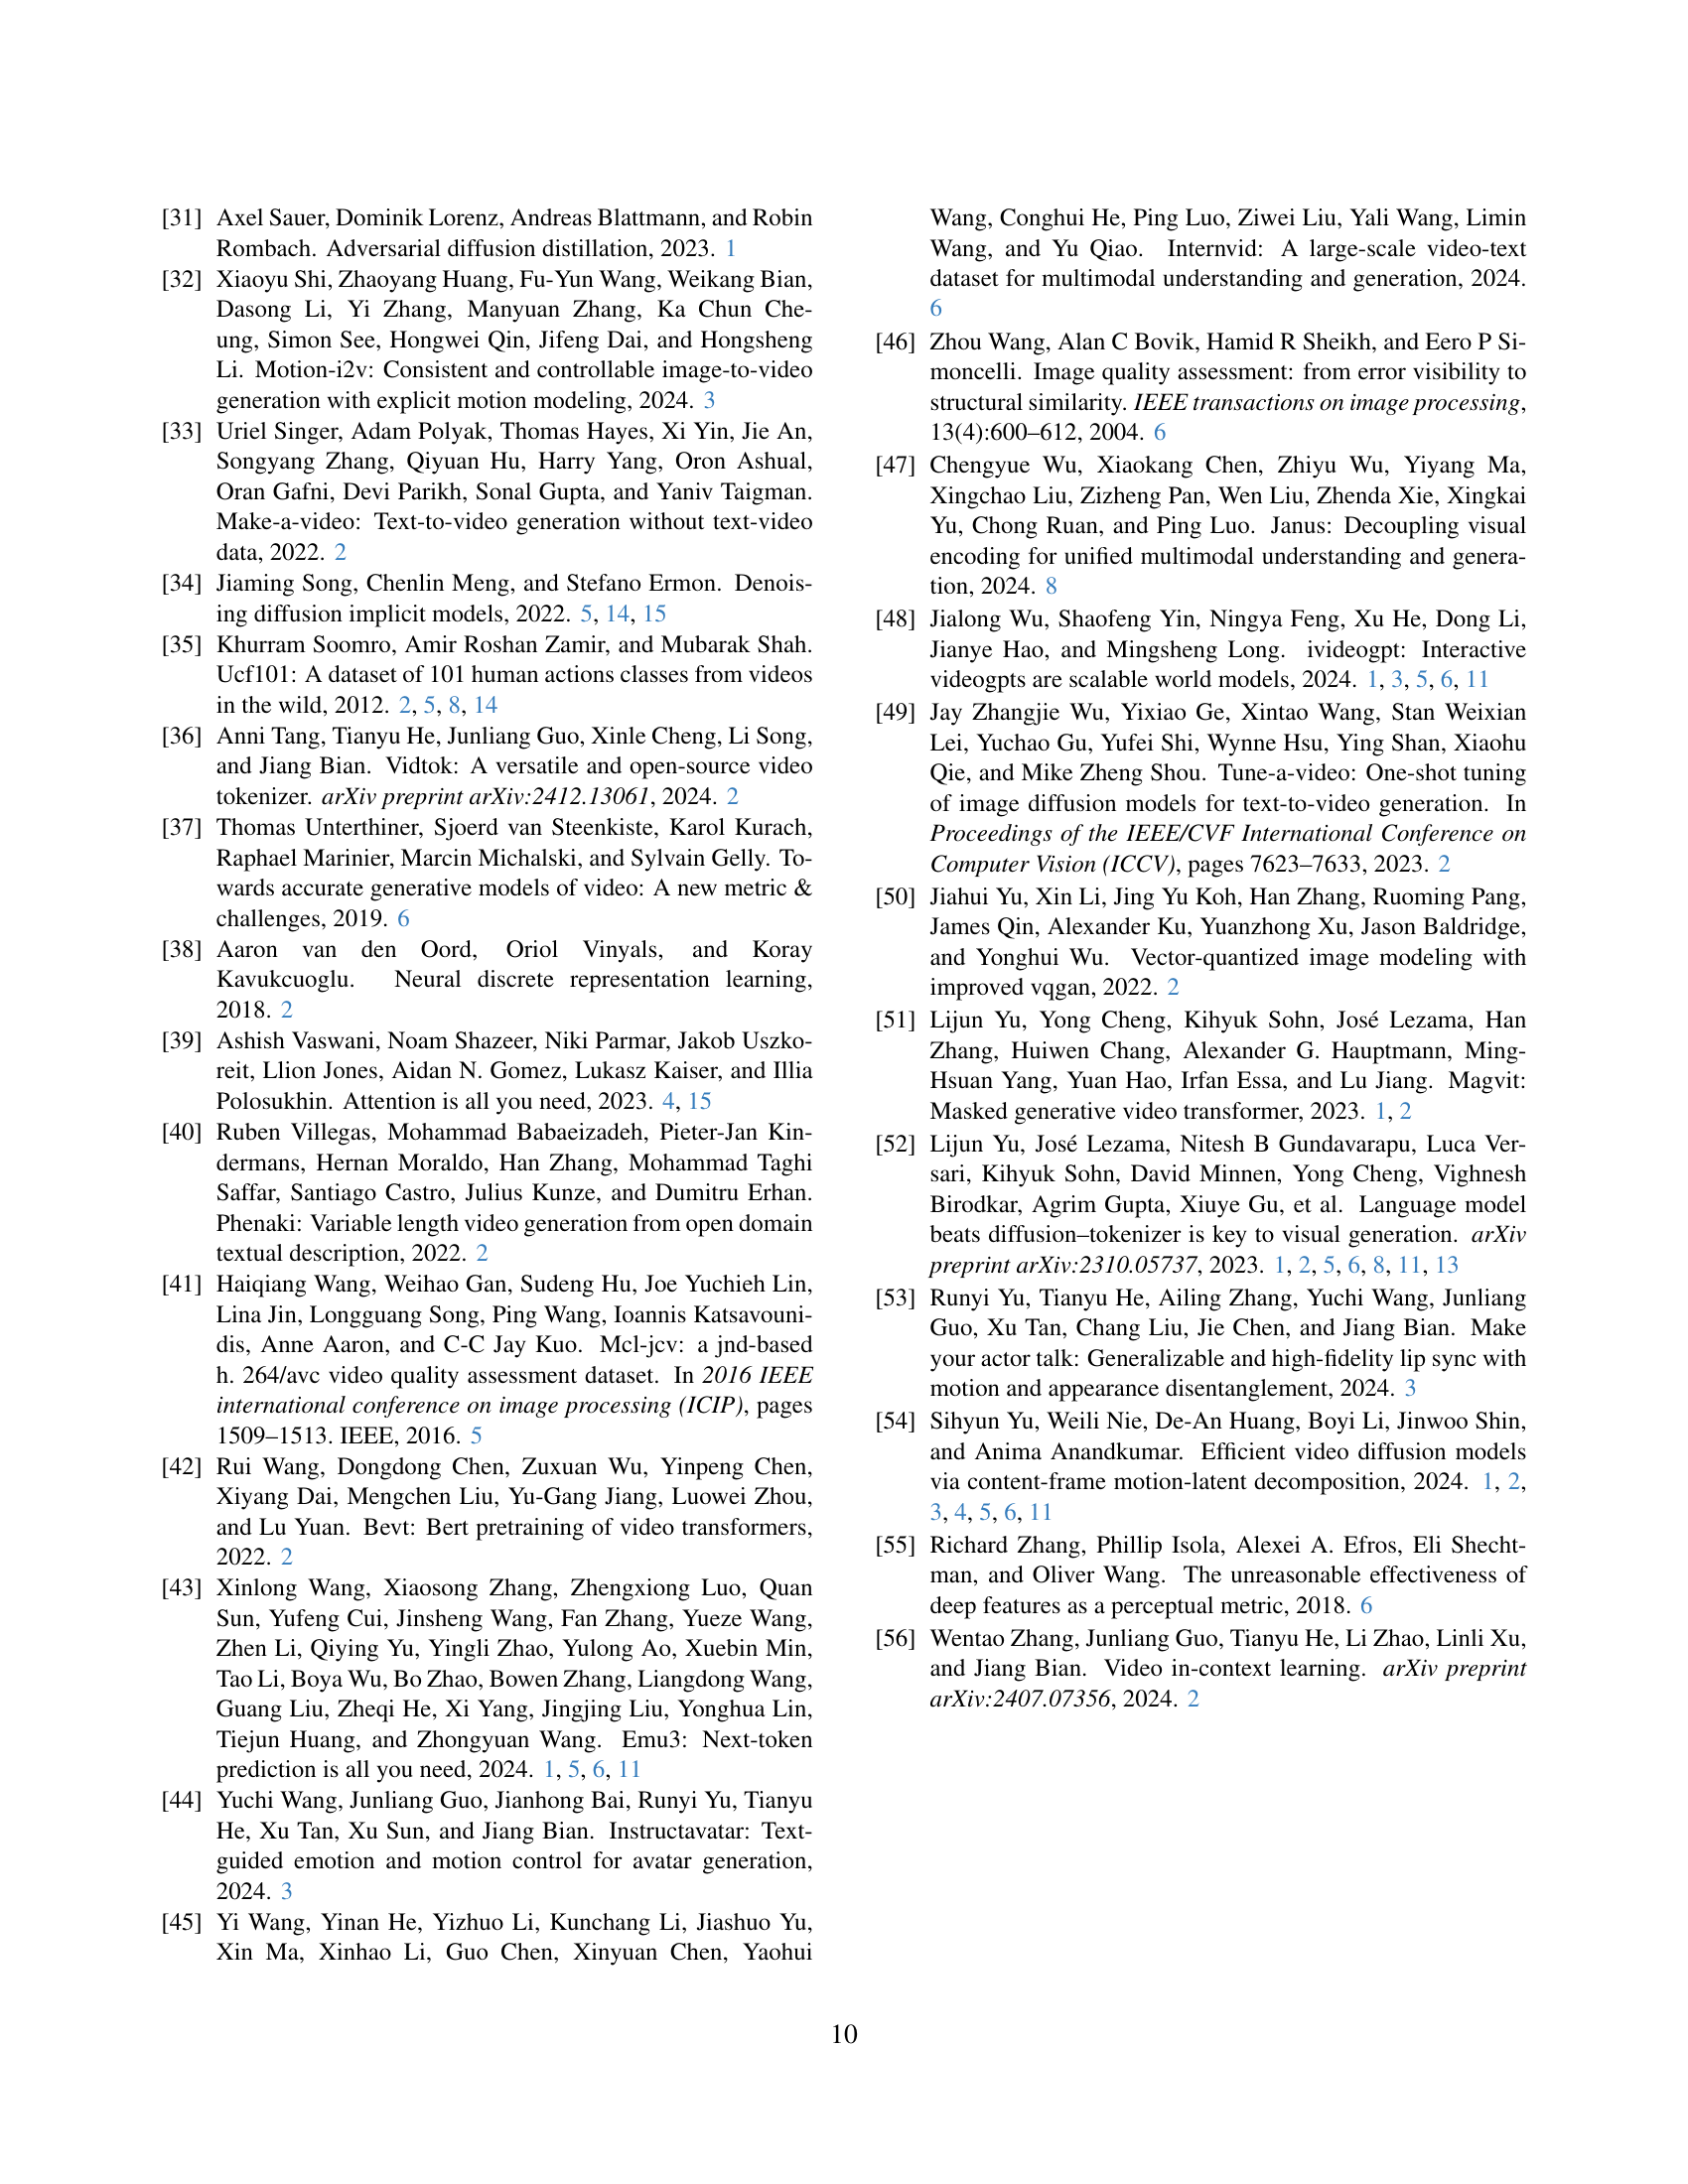 [31] Axel Sauer, Dominik Lorenz, Andreas Blattmann, and Robin
Rombach. Adversarial diffusion distillation, 2023. 1
[32] Xiaoyu Shi, Zhaoyang Huang, Fu-Yun Wang, Weikang Bian,
Dasong Li, Yi Zhang, Manyuan Zhang, Ka Chun Che-
ung, Simon See, Hongwei Qin, Jifeng Dai, and Hongsheng
Li. Motion-i2v: Consistent and controllable image-to-video
generation with explicit motion modeling, 2024. 3
[33] Uriel Singer, Adam Polyak, Thomas Hayes, Xi Yin, Jie An,
Songyang Zhang, Qiyuan Hu, Harry Yang, Oron Ashual,
Oran Gafni, Devi Parikh, Sonal Gupta, and Yaniv Taigman.
Make-a-video: Text-to-video generation without text-video
data, 2022. 2
[34] Jiaming Song, Chenlin Meng, and Stefano Ermon. Denois-
ing diffusion implicit models, 2022. 5, 14, 15
[35] Khurram Soomro, Amir Roshan Zamir, and Mubarak Shah.
Ucf101: A dataset of 101 human actions classes from videos
in the wild, 2012. 2, 5, 8, 14
[36] Anni Tang, Tianyu He, Junliang Guo, Xinle Cheng, Li Song,
and Jiang Bian. Vidtok: A versatile and open-source video
tokenizer. arXiv preprint arXiv:2412.13061, 2024. 2
[37] Thomas Unterthiner, Sjoerd van Steenkiste, Karol Kurach,
Raphael Marinier, Marcin Michalski, and Sylvain Gelly. To-
wards accurate generative models of video: A new metric &
challenges, 2019. 6
[38] Aaron van den Oord, Oriol Vinyals, and Koray
Kavukcuoglu. Neural discrete representation learning,
2018. 2
[39] Ashish Vaswani, Noam Shazeer, Niki Parmar, Jakob Uszko-
reit, Llion Jones, Aidan N. Gomez, Lukasz Kaiser, and Illia
Polosukhin. Attention is all you need, 2023. 4, 15
[40] Ruben Villegas, Mohammad Babaeizadeh, Pieter-Jan Kin-
dermans, Hernan Moraldo, Han Zhang, Mohammad Taghi
Saffar, Santiago Castro, Julius Kunze, and Dumitru Erhan.
Phenaki: Variable length video generation from open domain
textual description, 2022. 2
[41] Haiqiang Wang, Weihao Gan, Sudeng Hu, Joe Yuchieh Lin,
Lina Jin, Longguang Song, Ping Wang, Ioannis Katsavouni-
dis, Anne Aaron, and C-C Jay Kuo. Mcl-jcv: a jnd-based
h. 264/avc video quality assessment dataset. In 2016 IEEE
international conference on image processing (ICIP), pages
1509–1513. IEEE, 2016. 5
[42] Rui Wang, Dongdong Chen, Zuxuan Wu, Yinpeng Chen,
Xiyang Dai, Mengchen Liu, Yu-Gang Jiang, Luowei Zhou,
and Lu Yuan. Bevt: Bert pretraining of video transformers,
2022. 2
[43] Xinlong Wang, Xiaosong Zhang, Zhengxiong Luo, Quan
Sun, Yufeng Cui, Jinsheng Wang, Fan Zhang, Yueze Wang,
Zhen Li, Qiying Yu, Yingli Zhao, Yulong Ao, Xuebin Min,
Tao Li, Boya Wu, Bo Zhao, Bowen Zhang, Liangdong Wang,
Guang Liu, Zheqi He, Xi Yang, Jingjing Liu, Yonghua Lin,
Tiejun Huang, and Zhongyuan Wang. Emu3: Next-token
prediction is all you need, 2024. 1, 5, 6, 11
[44] Yuchi Wang, Junliang Guo, Jianhong Bai, Runyi Yu, Tianyu
He, Xu Tan, Xu Sun, and Jiang Bian. Instructavatar: Text-
guided emotion and motion control for avatar generation,
2024. 3
[45] Yi Wang, Yinan He, Yizhuo Li, Kunchang Li, Jiashuo Yu,
Xin Ma, Xinhao Li, Guo Chen, Xinyuan Chen, Yaohui
Wang, Conghui He, Ping Luo, Ziwei Liu, Yali Wang, Limin
Wang, and Yu Qiao. Internvid: A large-scale video-text
dataset for multimodal understanding and generation, 2024.
6
[46] Zhou Wang, Alan C Bovik, Hamid R Sheikh, and Eero P Si-
moncelli. Image quality assessment: from error visibility to
structural similarity. IEEE transactions on image processing,
13(4):600–612, 2004. 6
[47] Chengyue Wu, Xiaokang Chen, Zhiyu Wu, Yiyang Ma,
Xingchao Liu, Zizheng Pan, Wen Liu, Zhenda Xie, Xingkai
Yu, Chong Ruan, and Ping Luo. Janus: Decoupling visual
encoding for unified multimodal understanding and genera-
tion, 2024. 8
[48] Jialong Wu, Shaofeng Yin, Ningya Feng, Xu He, Dong Li,
Jianye Hao, and Mingsheng Long. ivideogpt: Interactive
videogpts are scalable world models, 2024. 1, 3, 5, 6, 11
[49] Jay Zhangjie Wu, Yixiao Ge, Xintao Wang, Stan Weixian
Lei, Yuchao Gu, Yufei Shi, Wynne Hsu, Ying Shan, Xiaohu
Qie, and Mike Zheng Shou. Tune-a-video: One-shot tuning
of image diffusion models for text-to-video generation. In
Proceedings of the IEEE/CVF International Conference on
Computer Vision (ICCV), pages 7623–7633, 2023. 2
[50] Jiahui Yu, Xin Li, Jing Yu Koh, Han Zhang, Ruoming Pang,
James Qin, Alexander Ku, Yuanzhong Xu, Jason Baldridge,
and Yonghui Wu. Vector-quantized image modeling with
improved vqgan, 2022. 2
[51] Lijun Yu, Yong Cheng, Kihyuk Sohn, José Lezama, Han
Zhang, Huiwen Chang, Alexander G. Hauptmann, Ming-
Hsuan Yang, Yuan Hao, Irfan Essa, and Lu Jiang. Magvit:
Masked generative video transformer, 2023. 1, 2
[52] Lijun Yu, José Lezama, Nitesh B Gundavarapu, Luca Ver-
sari, Kihyuk Sohn, David Minnen, Yong Cheng, Vighnesh
Birodkar, Agrim Gupta, Xiuye Gu, et al. Language model
beats diffusion–tokenizer is key to visual generation. arXiv
preprint arXiv:2310.05737, 2023. 1, 2, 5, 6, 8, 11, 13
[53] Runyi Yu, Tianyu He, Ailing Zhang, Yuchi Wang, Junliang
Guo, Xu Tan, Chang Liu, Jie Chen, and Jiang Bian. Make
your actor talk: Generalizable and high-fidelity lip sync with
motion and appearance disentanglement, 2024. 3
[54] Sihyun Yu, Weili Nie, De-An Huang, Boyi Li, Jinwoo Shin,
and Anima Anandkumar. Efficient video diffusion models
via content-frame motion-latent decomposition, 2024. 1, 2,
3, 4, 5, 6, 11
[55] Richard Zhang, Phillip Isola, Alexei A. Efros, Eli Shecht-
man, and Oliver Wang. The unreasonable effectiveness of
deep features as a perceptual metric, 2018. 6
[56] Wentao Zhang, Junliang Guo, Tianyu He, Li Zhao, Linli Xu,
and Jiang Bian. Video in-context learning. arXiv preprint
arXiv:2407.07356, 2024. 2
10